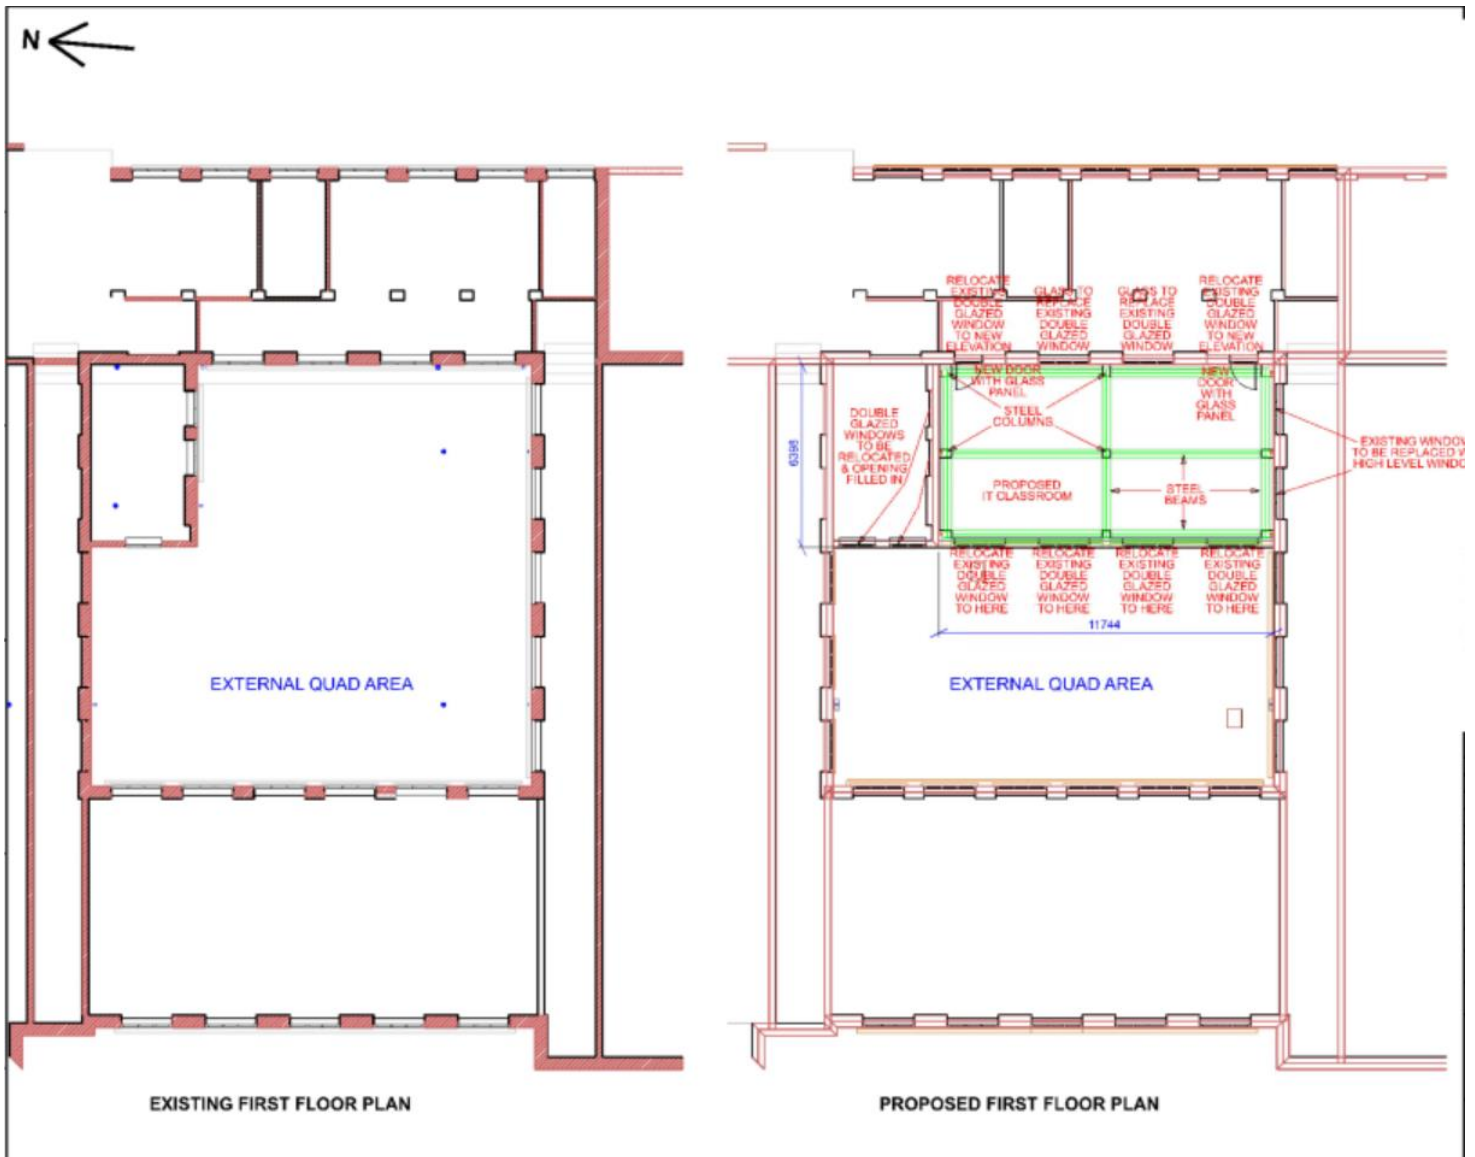 N
RELOCATE
EXISTING
DOUBLE
GLAZED
WINDOW
TO NEW
ELEVATION
GLASS TO
REPLACE
EXISTING
DOUBLE
GLAZED
WINDOW
GLASS TO
REPLACE
EXISTING
DOUBLE
GLAZED
WINDOW
RELOCATE
EXISTING
DOUBLE
GLAZED
WINDOW
TO NEW
ELEVATION
NEW DOOR
WITH GLASS
PANEL
NEW
DOOR
WITH
GLASS
PANEL
STEEL
COLUMNS
DOUBLE
GLAZED
WINDOWS
TO BE
RELOCATED
& OPENING
FILLED IN
6398
EXISTING WINDOW
TO BE REPLACED W
HIGH LEVEL WINDO
PROPOSED
IT CLASSROOM
STEEL
BEAMS
RELOCATE
EXISTING
DOUBLE
GLAZED
WINDOW
TO HERE
RELOCATE
EXISTING
DOUBLE
GLAZED
WINDOW
TO HERE
RELOCATE
EXISTING
DOUBLE
GLAZED
WINDOW
TO HERE
RELOCATE
EXISTING
DOUBLE
GLAZED
WINDOW
TO HERE
11744
EXTERNAL QUAD AREA
EXTERNAL QUAD AREA
EXISTING FIRST FLOOR PLAN
PROPOSED FIRST FLOOR PLAN